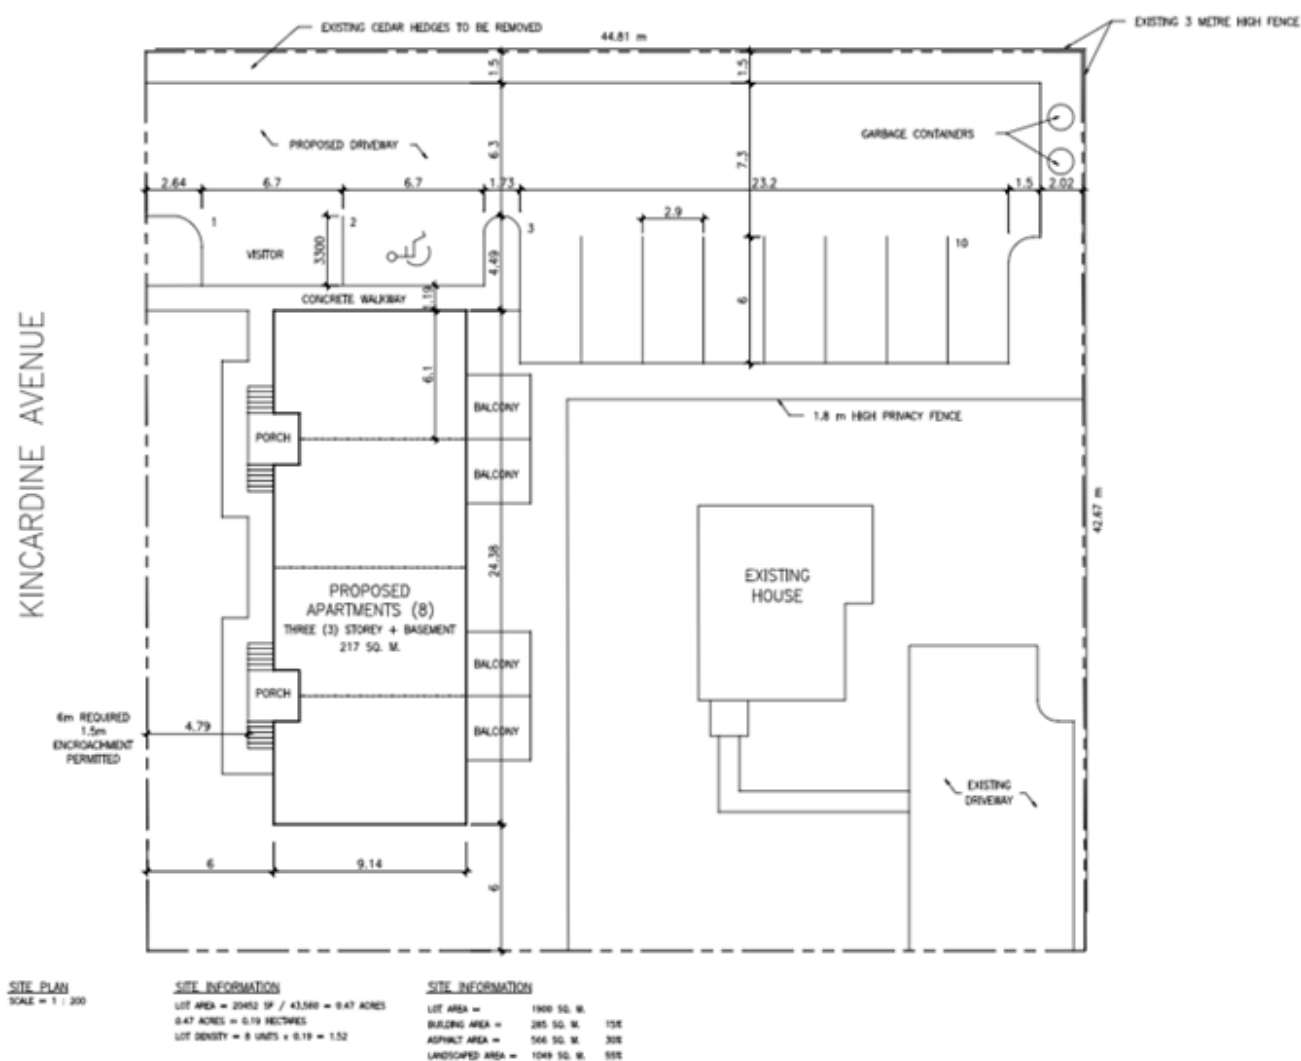 EXISTING CEDAR HEDGES TO BE REMOVED
44.81 m
EXISTING 3 METRE HIGH FENCE
1.5
1.5
PROPOSED DRIVEWAY
6.3
7.3
GARBAGE CONTAINERS
2.64
6.7
6.7
1.73
23.2
1.5
2.02
2.9
1
2
3
10
VISITOR
3300
4.49
6
CONCRETE WALKWAY
1.19
KINCARDINE AVENUE
6.1
BALCONY
1.8 m HIGH PRIVACY FENCE
PORCH
BALCONY
42.67 m
24.38
EXISTING
HOUSE
PROPOSED
APARTMENTS (8)
THREE (3) STOREY + BASEMENT
217 SQ. M.
BALCONY
PORCH
6m REQUIRED
1.5m
ENCROACHMENT
PERMITTED
4.79
BALCONY
EXISTING
DRIVEWAY
6
9.14
6
SITE PLAN
SCALE = 1 : 200
SITE INFORMATION
LOT AREA = 20452 SF / 43,560 = 0.47 ACRES
0.47 ACRES = 0.19 HECTARES
LOT DENSITY = 8 UNITS x 0.19 = 1.52
SITE INFORMATION
LOT AREA = 1900 SQ. M.
BUILDING AREA = 285 SQ. M. 15%
ASPHALT AREA = 566 SQ. M. 30%
LANDSCAPED AREA = 1049 SQ. M. 55%